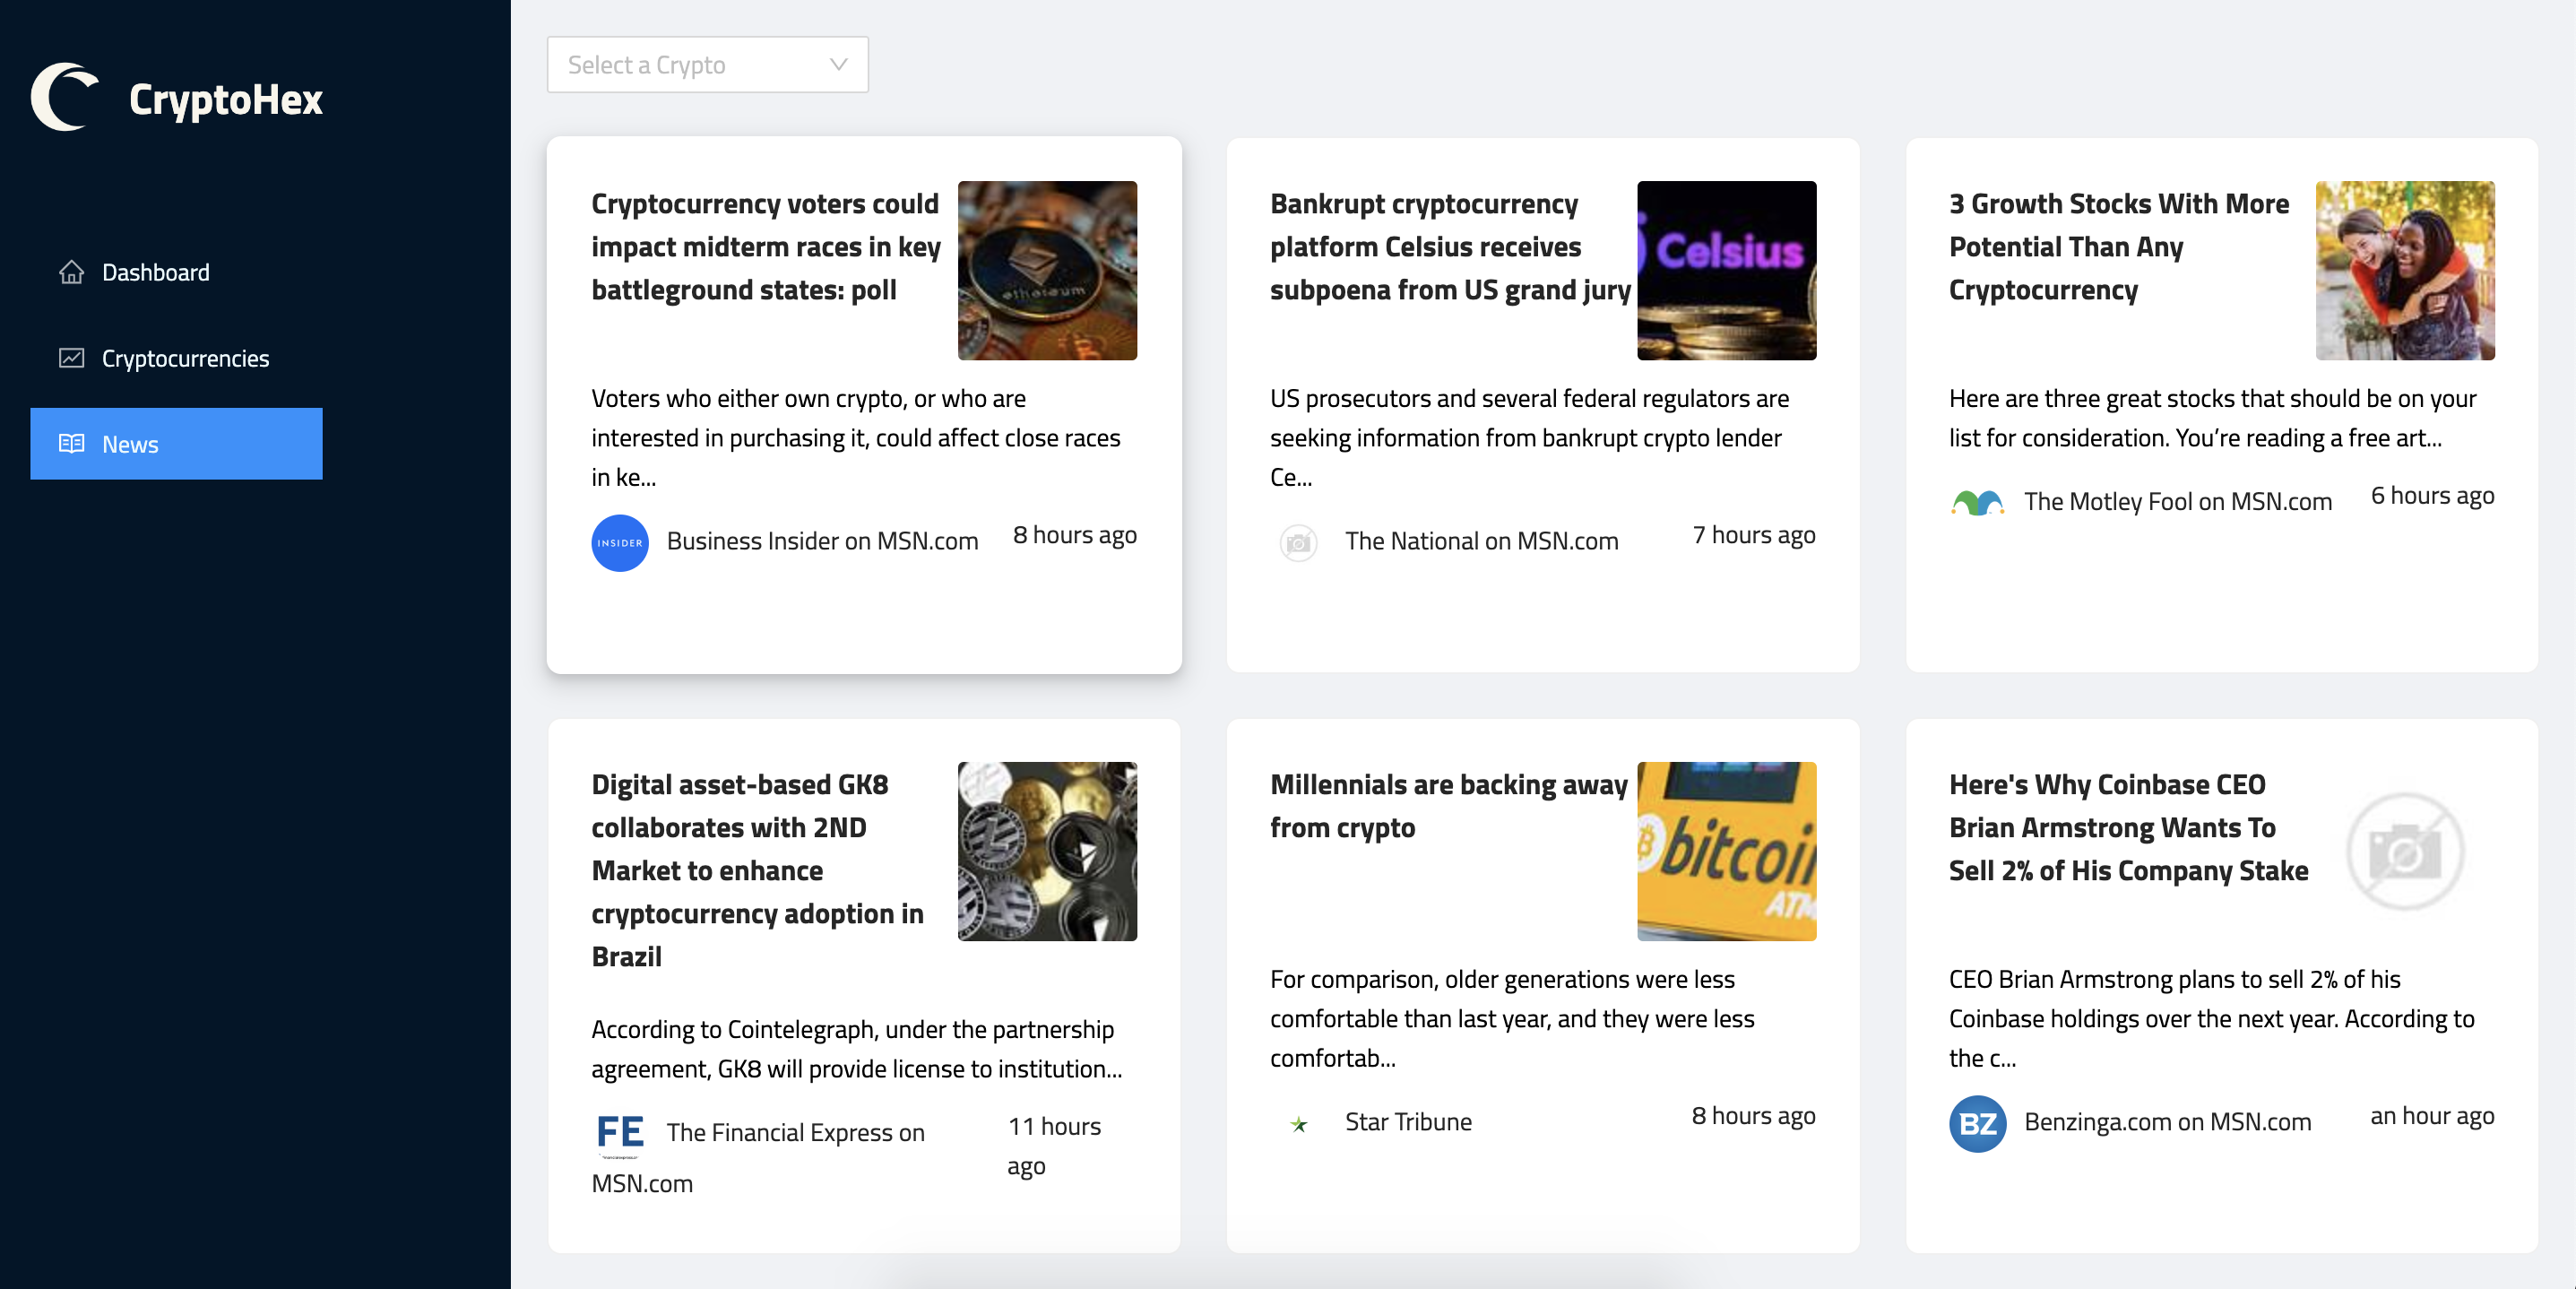 CryptoHex
Dashboard
Cryptocurrencies
News
Select a Crypto
Cryptocurrency voters could
impact midterm races in key
battleground states: poll
ethereum
Voters who either own crypto, or who are
interested in purchasing it, could affect close races
in ke...
INSIDER
Business Insider on MSN.com
8 hours ago
Bankrupt cryptocurrency
platform Celsius receives
subpoena from US grand jury
Celsius
US prosecutors and several federal regulators are
seeking information from bankrupt crypto lender
Ce...
The National on MSN.com
7 hours ago
3 Growth Stocks With More
Potential Than Any
Cryptocurrency
Here are three great stocks that should be on your
list for consideration. You’re reading a free art...
The Motley Fool on MSN.com
6 hours ago
Digital asset-based GK8
collaborates with 2ND
Market to enhance
cryptocurrency adoption in
Brazil
According to Cointelegraph, under the partnership
agreement, GK8 will provide license to institution...
FE
The Financial Express on
MSN.com
11 hours
ago
Millennials are backing away
from crypto
bitcoin
ATM
For comparison, older generations were less
comfortable than last year, and they were less
comfortab...
Star Tribune
8 hours ago
Here's Why Coinbase CEO
Brian Armstrong Wants To
Sell 2% of His Company Stake
CEO Brian Armstrong plans to sell 2% of his
Coinbase holdings over the next year. According to
the c...
BZ
Benzinga.com on MSN.com
an hour ago